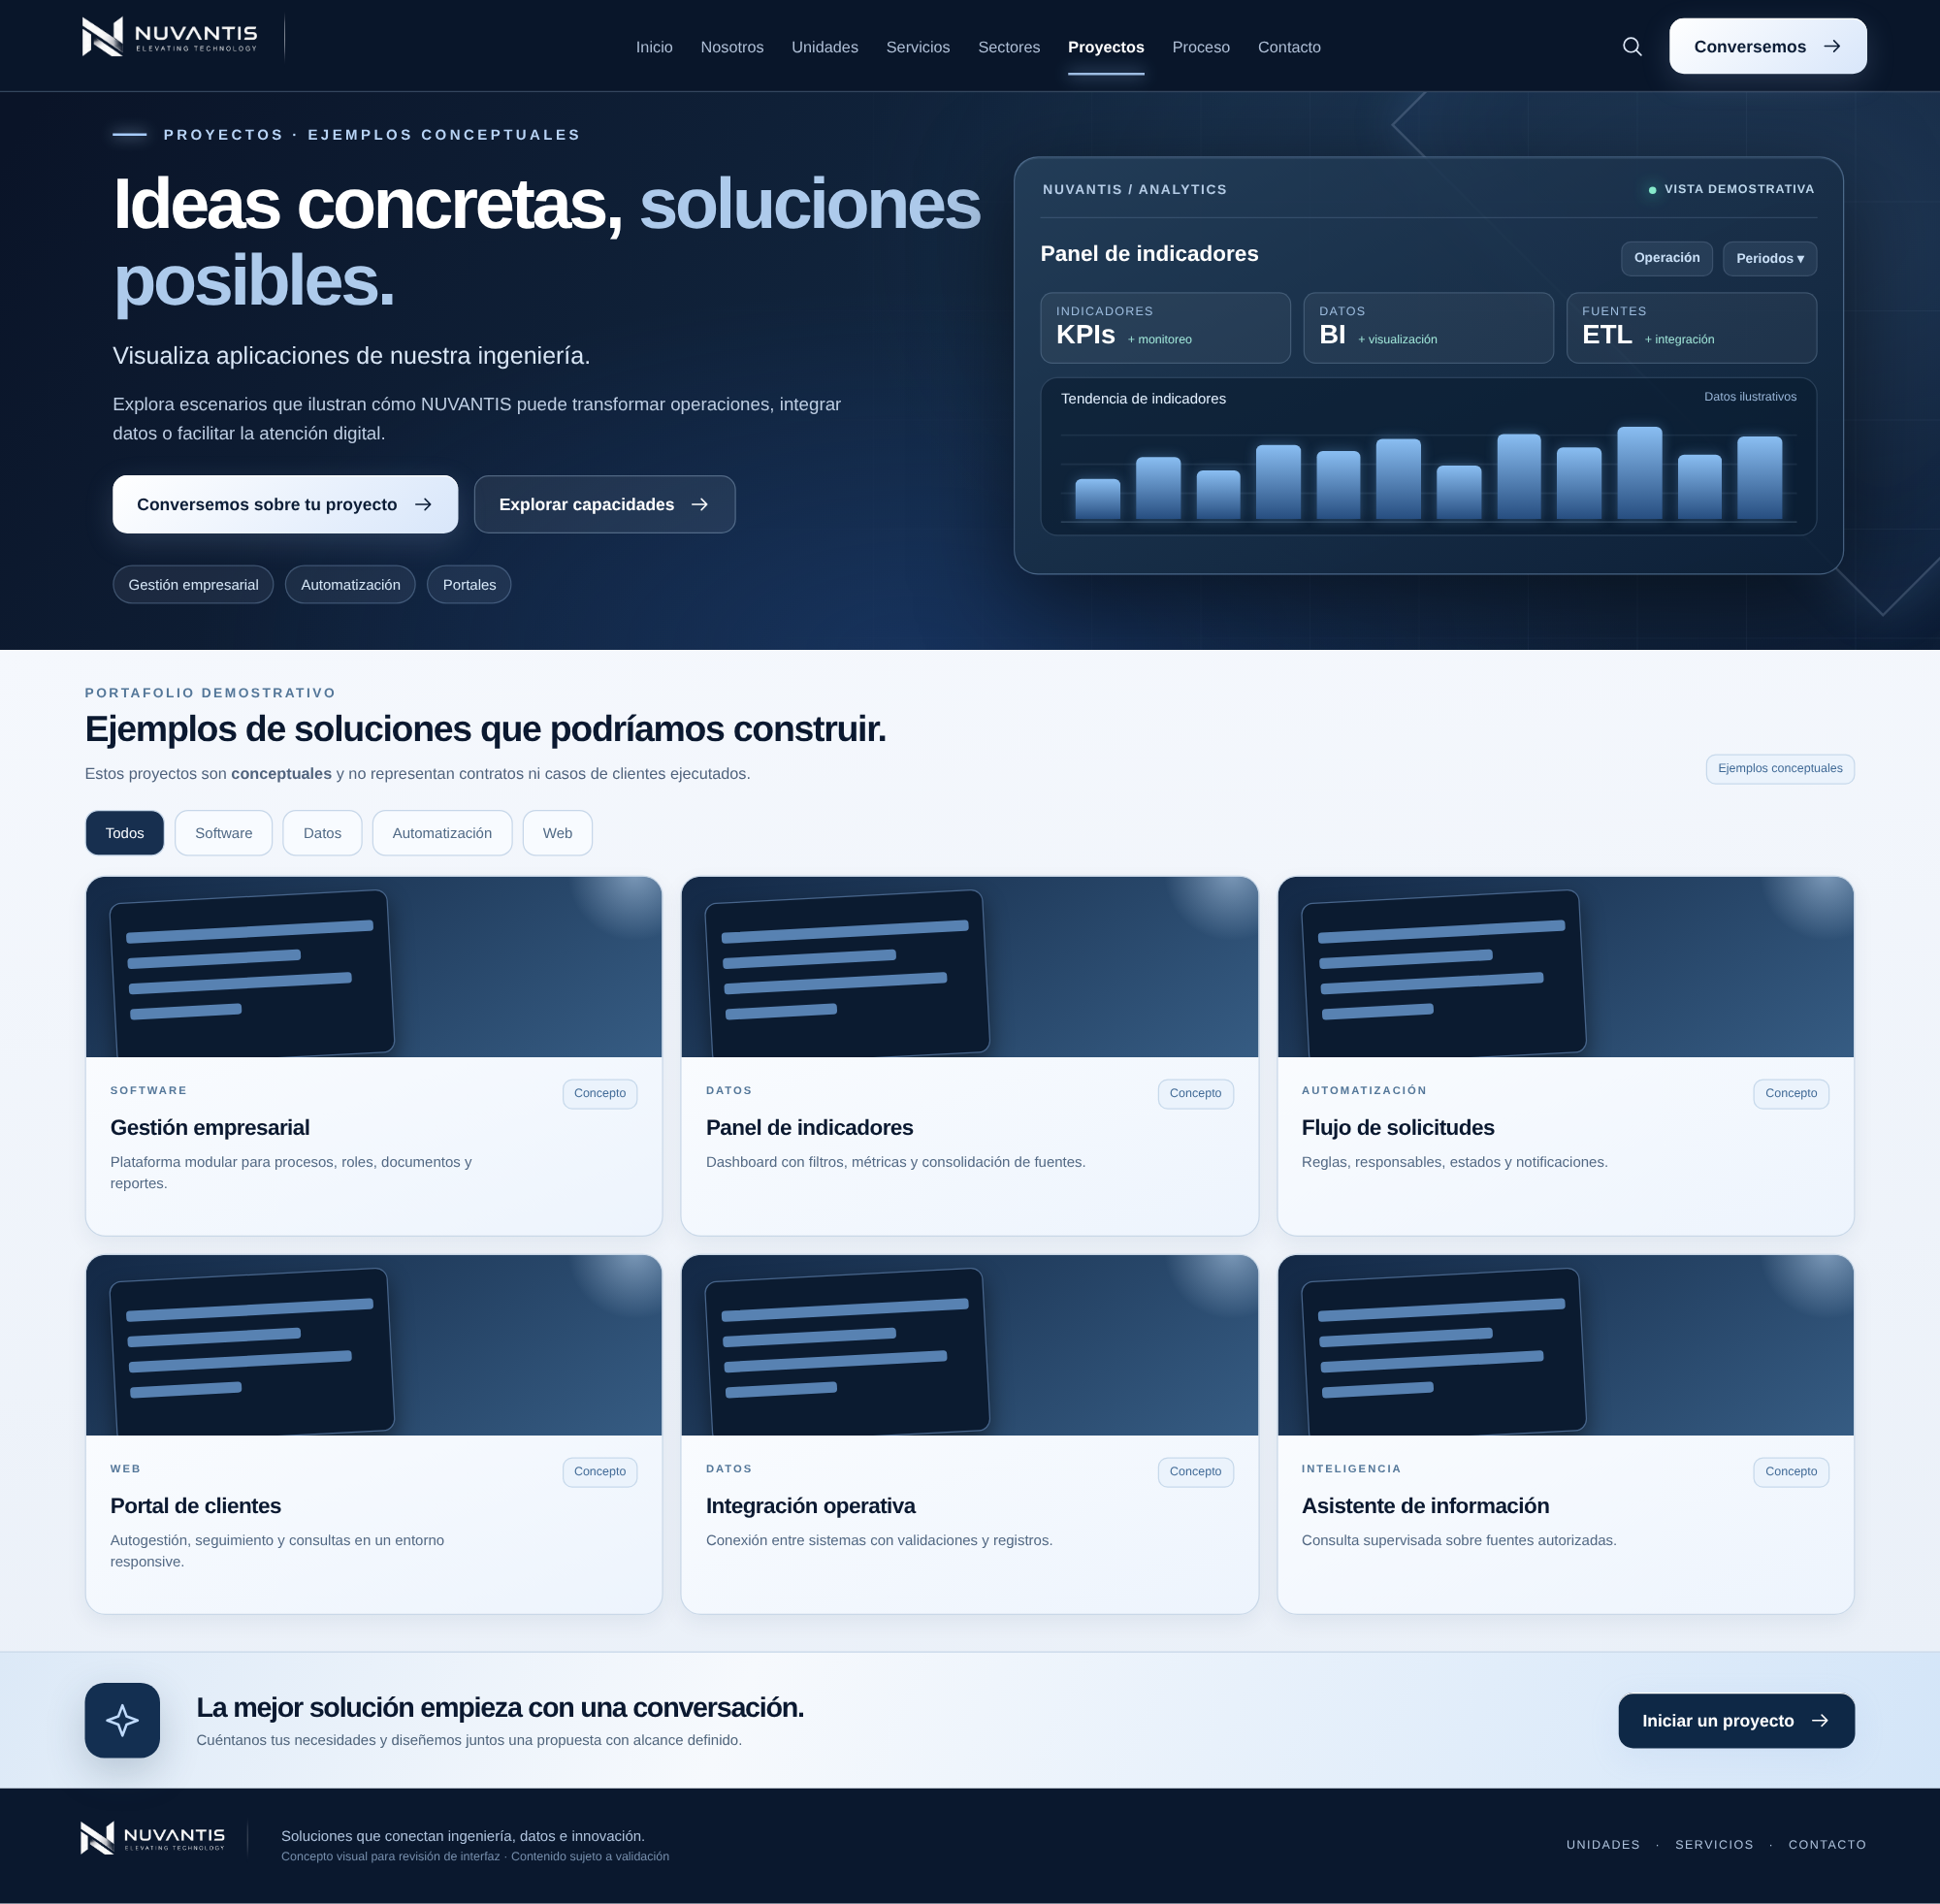 NUVANTIS
ELEVATING TECHNOLOGY
Inicio Nosotros Unidades Servicios Sectores Proyectos Proceso Contacto
Conversemos →
PROYECTOS · EJEMPLOS CONCEPTUALES
Ideas concretas, soluciones
posibles.
Visualiza aplicaciones de nuestra ingeniería.
Explora escenarios que ilustran cómo NUVANTIS puede transformar operaciones, integrar
datos o facilitar la atención digital.
Conversemos sobre tu proyecto →
Explorar capacidades →
Gestión empresarial
Automatización
Portales
NUVANTIS / ANALYTICS
VISTA DEMOSTRATIVA
Panel de indicadores
Operación
Periodos ▾
INDICADORES
KPIs + monitoreo
DATOS
BI + visualización
FUENTES
ETL + integración
Tendencia de indicadores
Datos ilustrativos
PORTAFOLIO DEMOSTRATIVO
Ejemplos de soluciones que podríamos construir.
Estos proyectos son conceptuales y no representan contratos ni casos de clientes ejecutados.
Ejemplos conceptuales
Todos
Software
Datos
Automatización
Web
SOFTWARE
Concepto
Gestión empresarial
Plataforma modular para procesos, roles, documentos y
reportes.
DATOS
Concepto
Panel de indicadores
Dashboard con filtros, métricas y consolidación de fuentes.
AUTOMATIZACIÓN
Concepto
Flujo de solicitudes
Reglas, responsables, estados y notificaciones.
WEB
Concepto
Portal de clientes
Autogestión, seguimiento y consultas en un entorno
responsive.
DATOS
Concepto
Integración operativa
Conexión entre sistemas con validaciones y registros.
INTELIGENCIA
Concepto
Asistente de información
Consulta supervisada sobre fuentes autorizadas.
La mejor solución empieza con una conversación.
Cuéntanos tus necesidades y diseñemos juntos una propuesta con alcance definido.
Iniciar un proyecto →
NUVANTIS
ELEVATING TECHNOLOGY
Soluciones que conectan ingeniería, datos e innovación.
Concepto visual para revisión de interfaz · Contenido sujeto a validación
UNIDADES · SERVICIOS · CONTACTO